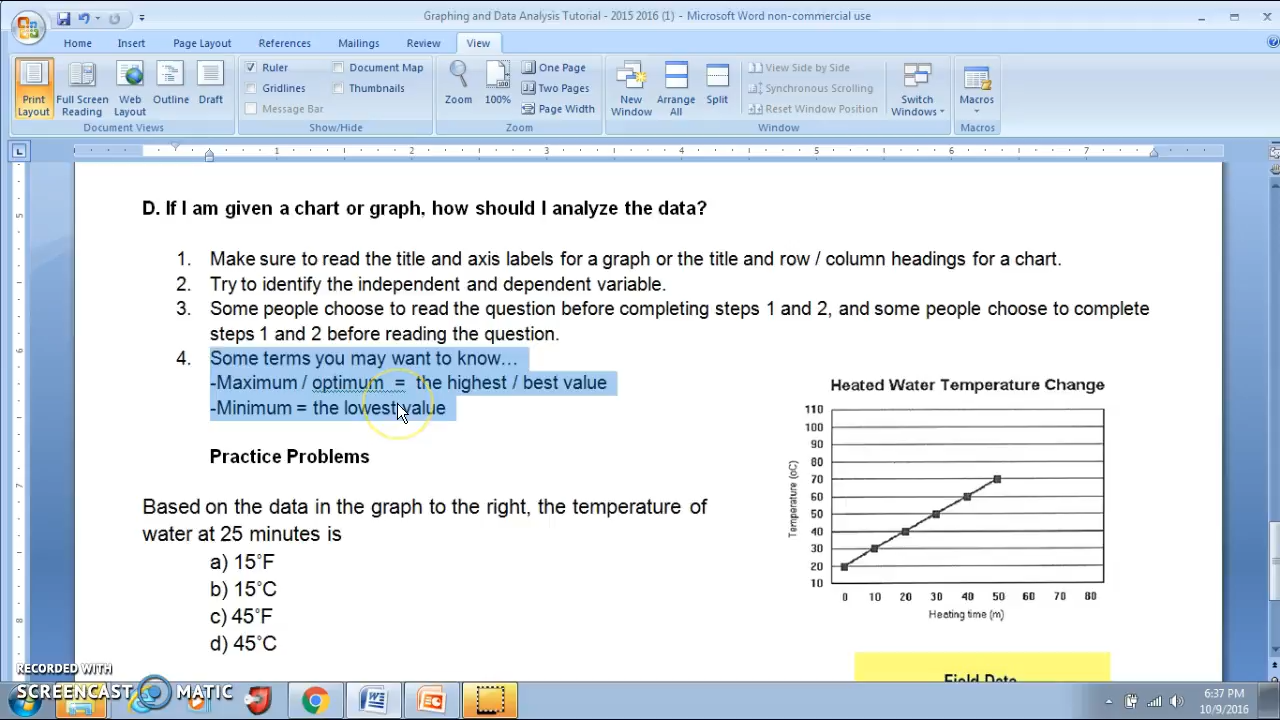 Graphing and Data Analysis Tutorial - 2015 2016 (1) - Microsoft Word non-commercial use
Home Insert Page Layout References Mailings Review View
Print Layout
Full Screen Reading
Web Layout
Outline
Draft
Document Views
Ruler
Gridlines
Message Bar
Document Map
Thumbnails
Show/Hide
Zoom
100%
One Page
Two Pages
Page Width
Zoom
New Window
Arrange All
Split
View Side by Side
Synchronous Scrolling
Reset Window Position
Window
Switch Windows
Macros
Macros
L
1 2 3 4 5 6 7
5
6
7
8
D. If I am given a chart or graph, how should I analyze the data?
1. Make sure to read the title and axis labels for a graph or the title and row / column headings for a chart.
2. Try to identify the independent and dependent variable.
3. Some people choose to read the question before completing steps 1 and 2, and some people choose to complete
steps 1 and 2 before reading the question.
4. Some terms you may want to know…
-Maximum / optimum = the highest / best value
-Minimum = the lowest value
Practice Problems
Based on the data in the graph to the right, the temperature of
water at 25 minutes is
a) 15˚F
b) 15˚C
c) 45˚F
d) 45˚C
Heated Water Temperature Change
110
100
90
80
70
60
50
40
30
20
10
Temperature (oC)
0 10 20 30 40 50 60 70 80
Heating time (m)
Field Data
RECORDED WITH
SCREENCAST MATIC
6:37 PM
10/9/2016